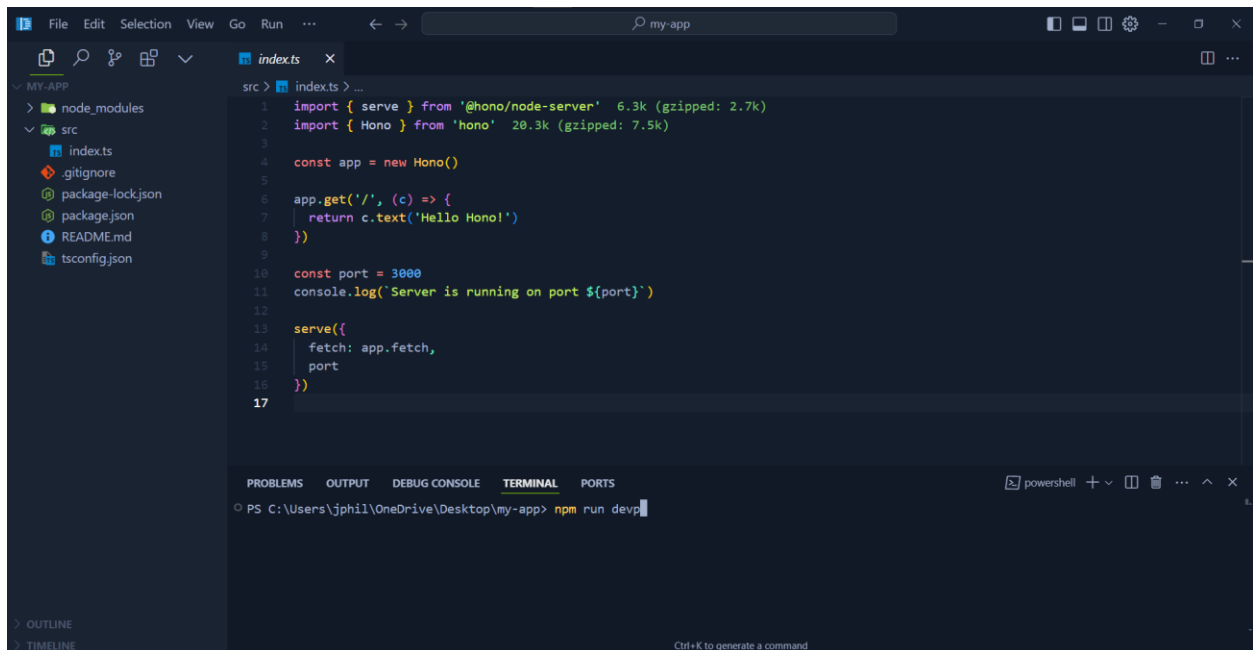 File Edit Selection View Go Run ... my-app
index.ts
MY-APP
src > index.ts > ...
node_modules
src
index.ts
.gitignore
package-lock.json
package.json
README.md
tsconfig.json
1 import { serve } from '@hono/node-server' 6.3k (gzipped: 2.7k)
2 import { Hono } from 'hono' 20.3k (gzipped: 7.5k)
3
4 const app = new Hono()
5
6 app.get('/', (c) => {
7 return c.text('Hello Hono!')
8 })
9
10 const port = 3000
11 console.log(`Server is running on port ${port}`)
12
13 serve({
14 fetch: app.fetch,
15 port
16 })
17
PROBLEMS OUTPUT DEBUG CONSOLE TERMINAL PORTS powershell
PS C:\Users\jphil\OneDrive\Desktop\my-app> npm run devp
OUTLINE
TIMELINE
Ctrl+K to generate a command